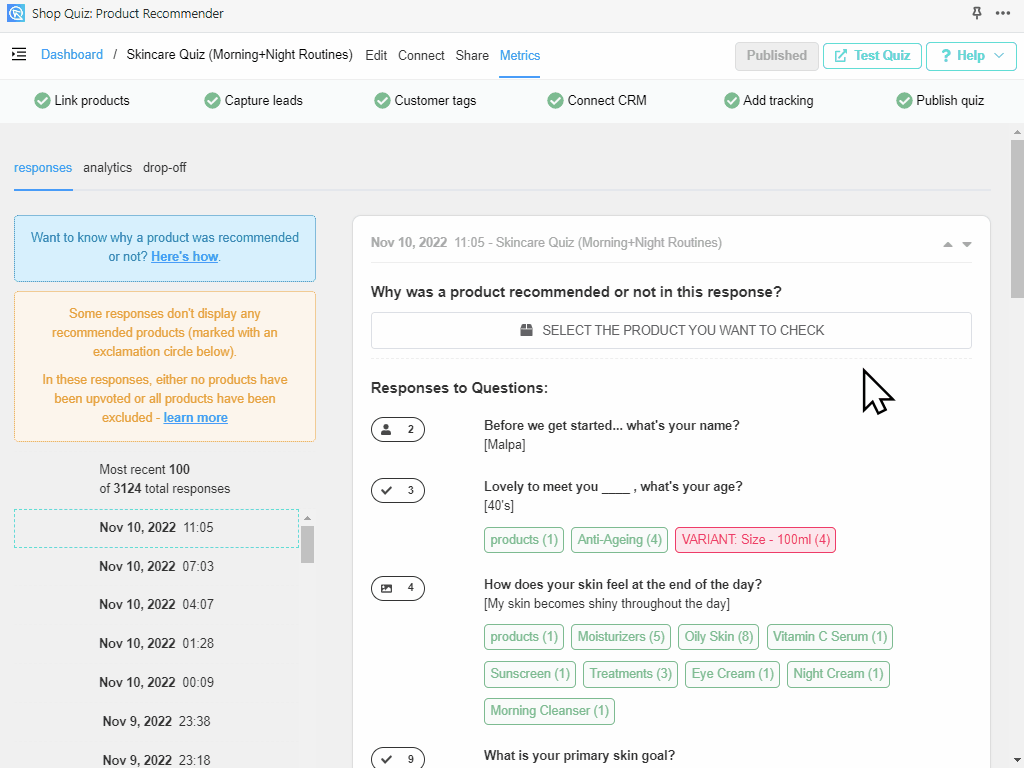 Shop Quiz: Product Recommender
Dashboard / Skincare Quiz (Morning+Night Routines) Edit Connect Share Metrics Published Test Quiz ? Help
Link products Capture leads Customer tags Connect CRM Add tracking Publish quiz
responses analytics drop-off
Want to know why a product was recommended
or not? Here's how.
Some responses don't display any
recommended products (marked with an
exclamation circle below).
In these responses, either no products have
been upvoted or all products have been
excluded - learn more
Most recent 100
of 3124 total responses
Nov 10, 2022 11:05
Nov 10, 2022 07:03
Nov 10, 2022 04:07
Nov 10, 2022 01:28
Nov 10, 2022 00:09
Nov 9, 2022 23:38
Nov 9, 2022 23:18
Nov 10, 2022 11:05 - Skincare Quiz (Morning+Night Routines)
Why was a product recommended or not in this response?
SELECT THE PRODUCT YOU WANT TO CHECK
Responses to Questions:
2 Before we get started... what's your name?
[Malpa]
3 Lovely to meet you ____ , what's your age?
[40's]
products (1) Anti-Ageing (4) VARIANT: Size - 100ml (4)
4 How does your skin feel at the end of the day?
[My skin becomes shiny throughout the day]
products (1) Moisturizers (5) Oily Skin (8) Vitamin C Serum (1)
Sunscreen (1) Treatments (3) Eye Cream (1) Night Cream (1)
Morning Cleanser (1)
9 What is your primary skin goal?